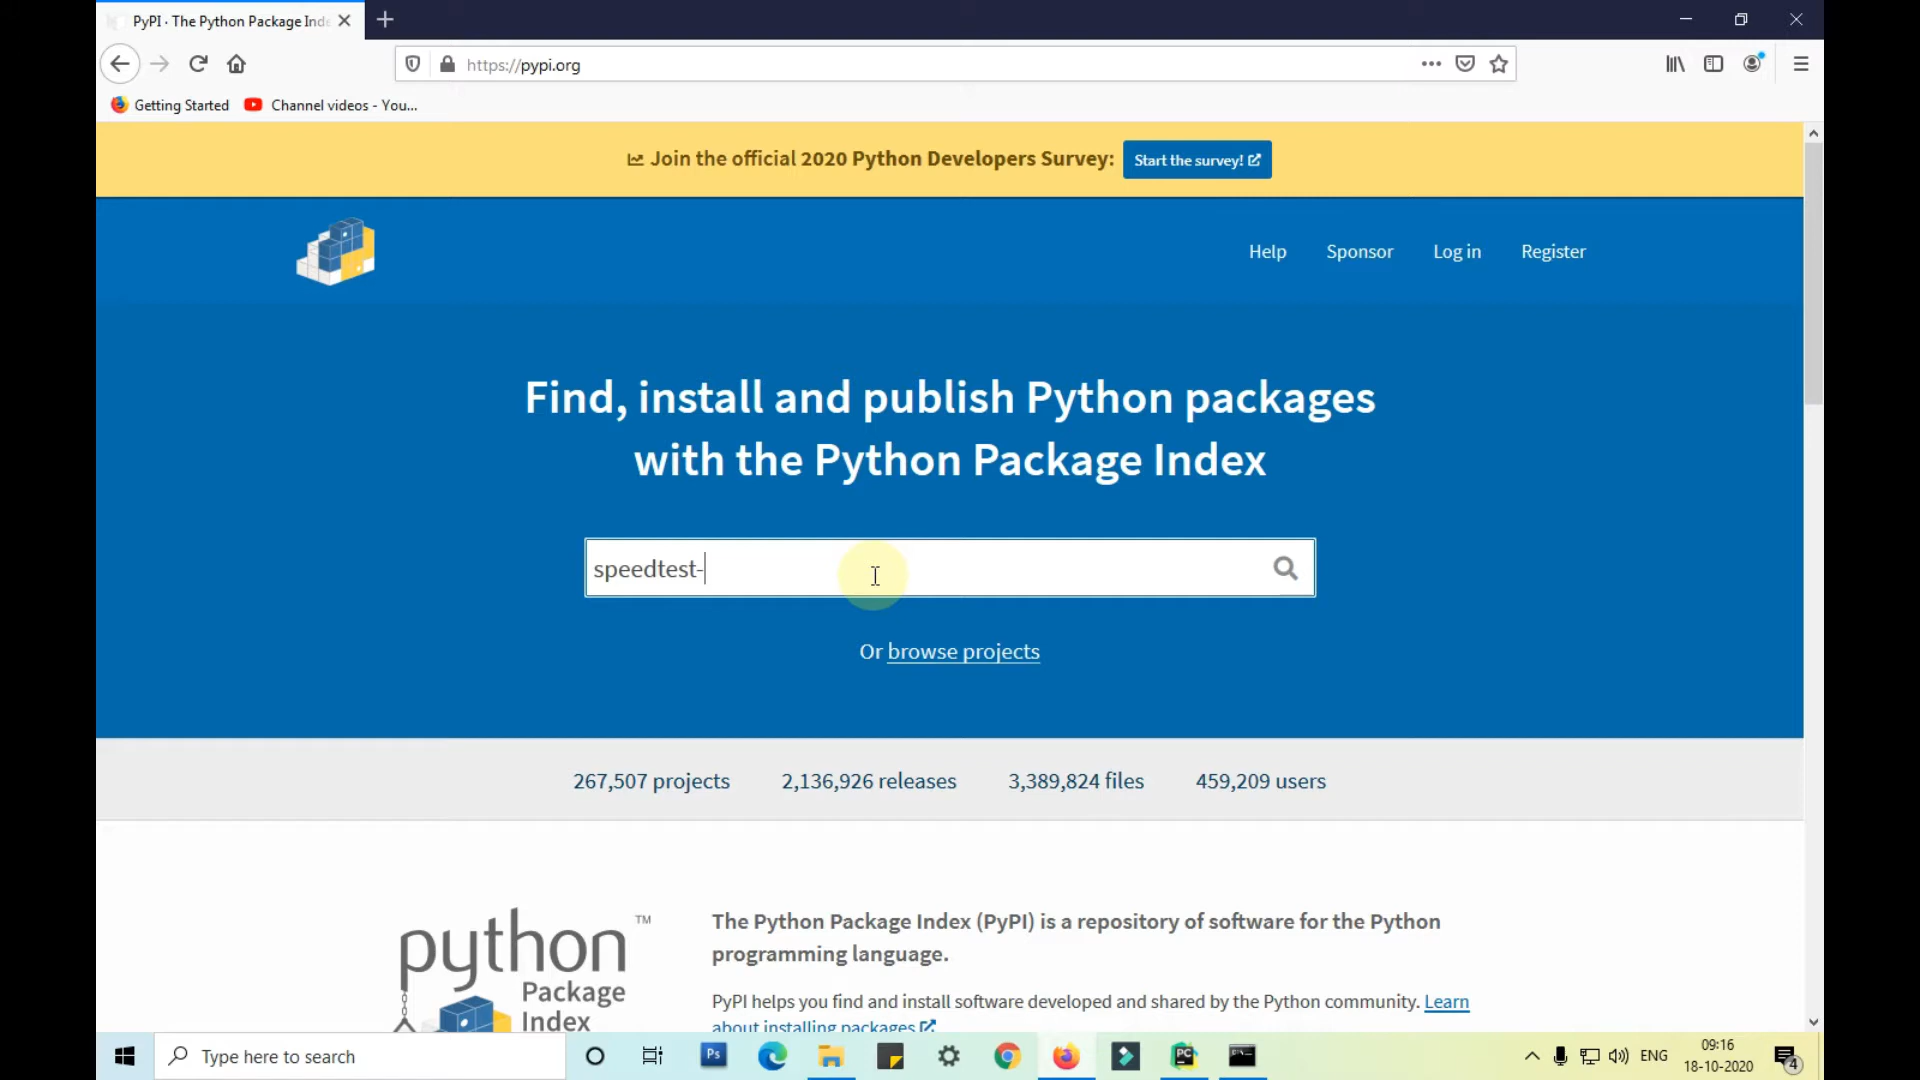 PyPI · The Python Package Inde
https://pypi.org
Getting Started
Channel videos - You...
Join the official 2020 Python Developers Survey:
Start the survey!
Help
Sponsor
Log in
Register
Find, install and publish Python packages
with the Python Package Index
speedtest-
Or browse projects
267,507 projects
2,136,926 releases
3,389,824 files
459,209 users
python™
Package
Index
The Python Package Index (PyPI) is a repository of software for the Python
programming language.
PyPI helps you find and install software developed and shared by the Python community. Learn
about installing packages
Type here to search
Ps
PC
ENG
09:16
18-10-2020
4